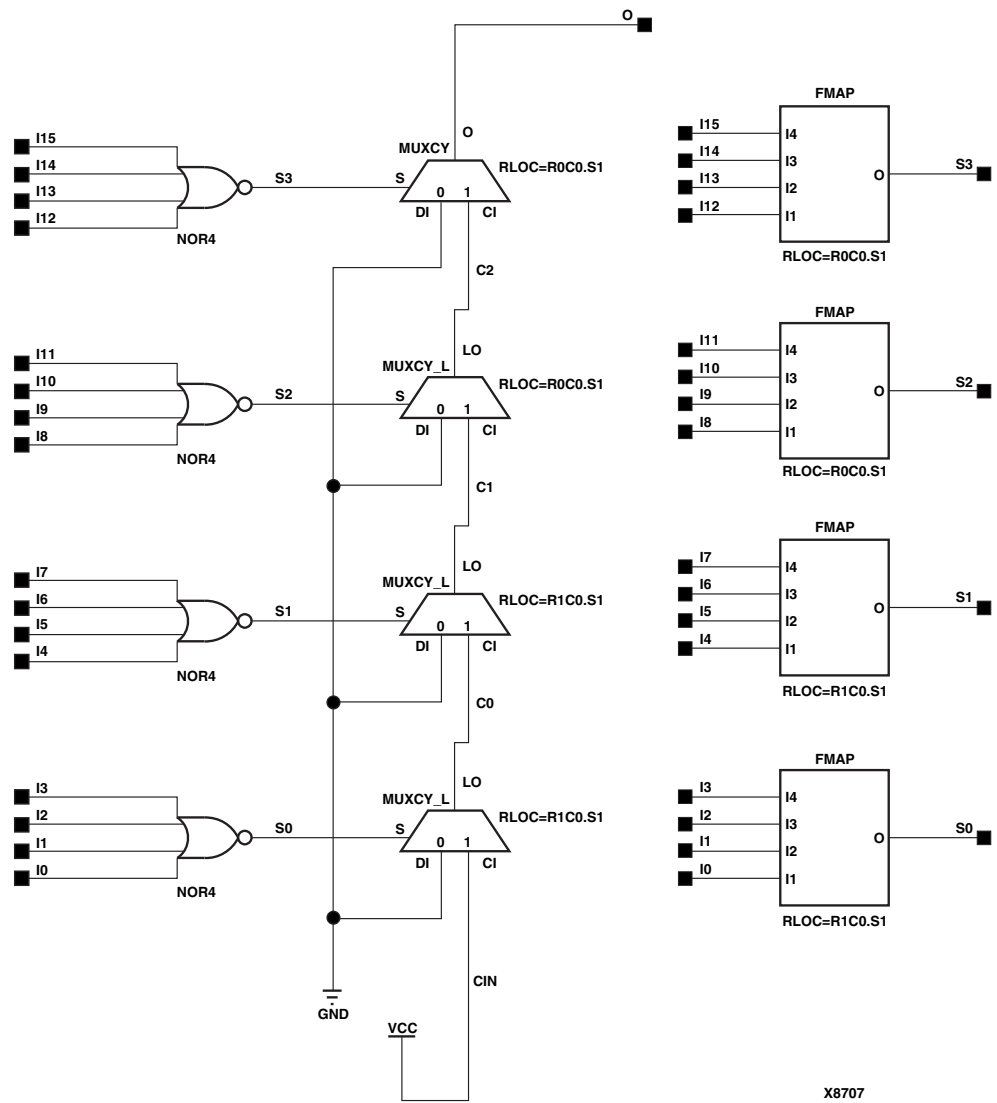 O
FMAP
I15
I14
I13
I12
NOR4
S3
MUXCY
O
RLOC=R0C0.S1
S
0 1
DI CI
I15
I14
I13
I12
I4
I3
I2
I1
O
S3
RLOC=R0C0.S1
C2
FMAP
I11
I10
I9
I8
NOR4
S2
MUXCY_L
LO
RLOC=R0C0.S1
S
0 1
DI CI
I11
I10
I9
I8
I4
I3
I2
I1
O
S2
RLOC=R0C0.S1
C1
FMAP
I7
I6
I5
I4
NOR4
S1
MUXCY_L
LO
RLOC=R1C0.S1
S
0 1
DI CI
I7
I6
I5
I4
I4
I3
I2
I1
O
S1
RLOC=R1C0.S1
C0
FMAP
I3
I2
I1
I0
NOR4
S0
MUXCY_L
LO
RLOC=R1C0.S1
S
0 1
DI CI
I3
I2
I1
I0
I4
I3
I2
I1
O
S0
RLOC=R1C0.S1
CIN
GND
VCC
X8707